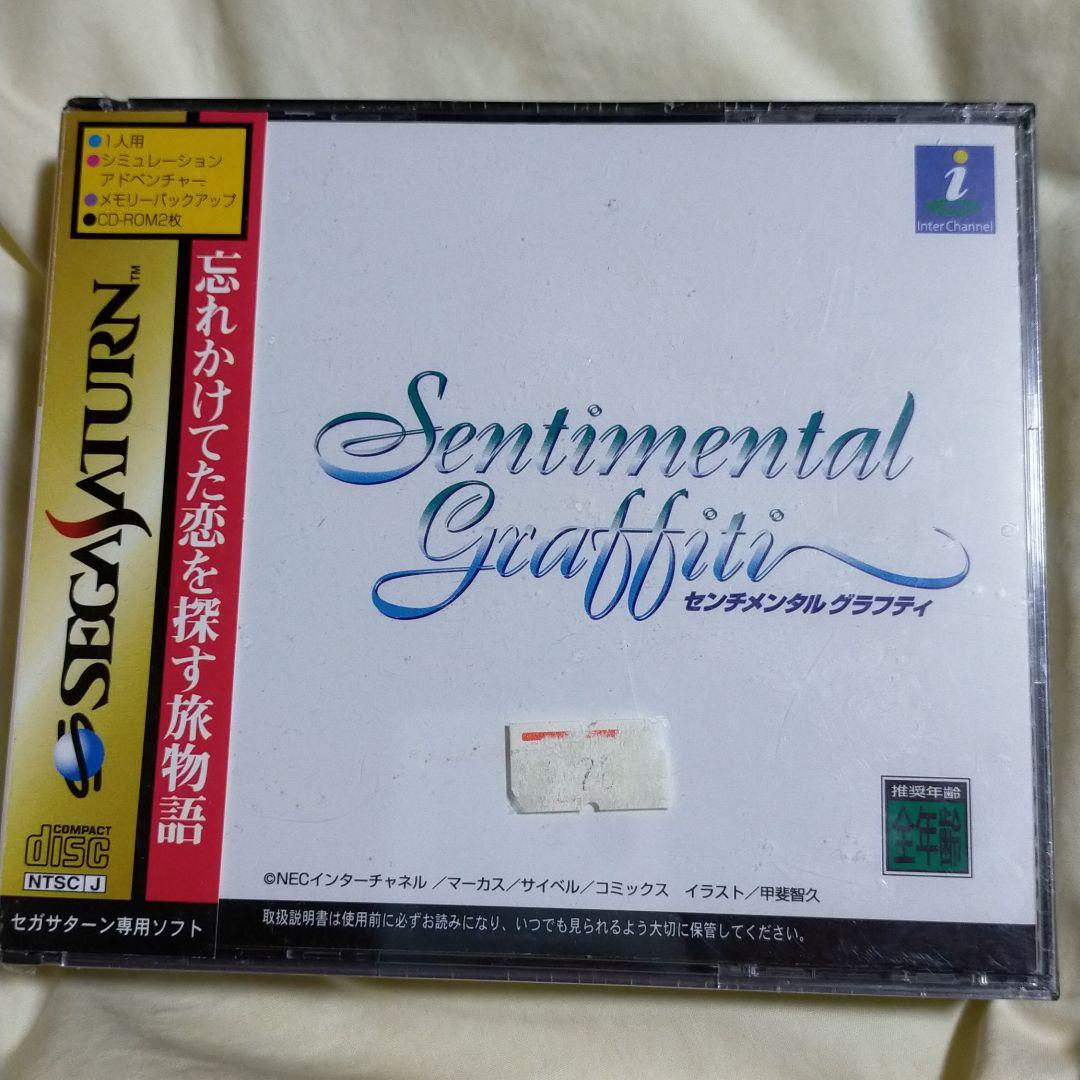 ●1人用
●シミュレーション
アドベンチャー
●メモリーバックアップ
●CD-ROM2枚
SEGA SATURN™
COMPACT
disc
NTSC J
セガサターン専用ソフト
忘れかけてた恋を探す旅物語
i
Inter Channel
Sentimental
Graffiti
センチメンタル グラフティ
推奨年齢
全年齢
©NECインターチャネル／マーカス／サイベル／コミックス イラスト／甲斐智久
取扱説明書は使用前に必ずお読みになり、いつでも見られるよう大切に保管してください。